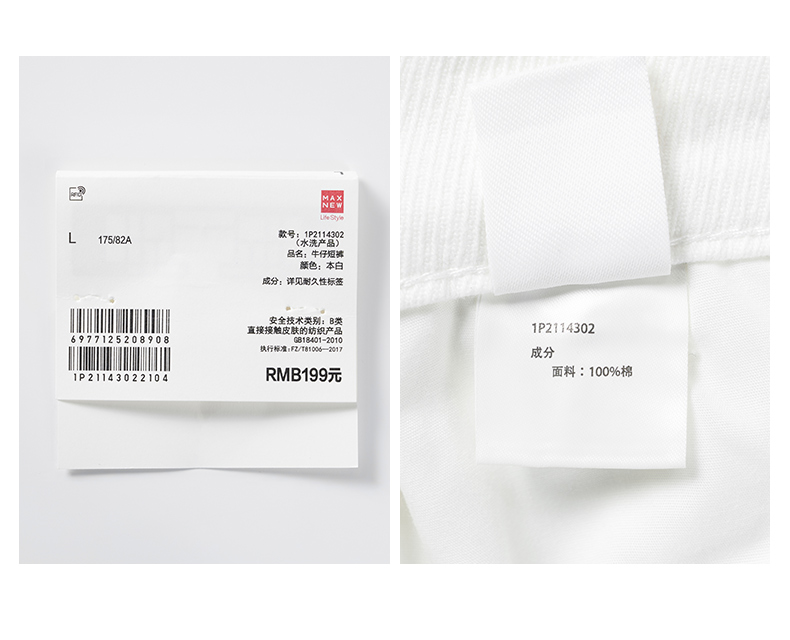 RFID
MAX
NEW
Life·Style
L
175/82A
款号：1P2114302
（水洗产品）
品名：牛仔短裤
颜色：本白
成分：详见耐久性标签
6977125208908
1P21143022104
安全技术类别：B类
直接接触皮肤的纺织产品
GB18401-2010
执行标准：FZ/T81006--2017
RMB199元
1P2114302
成分
面料：100%棉